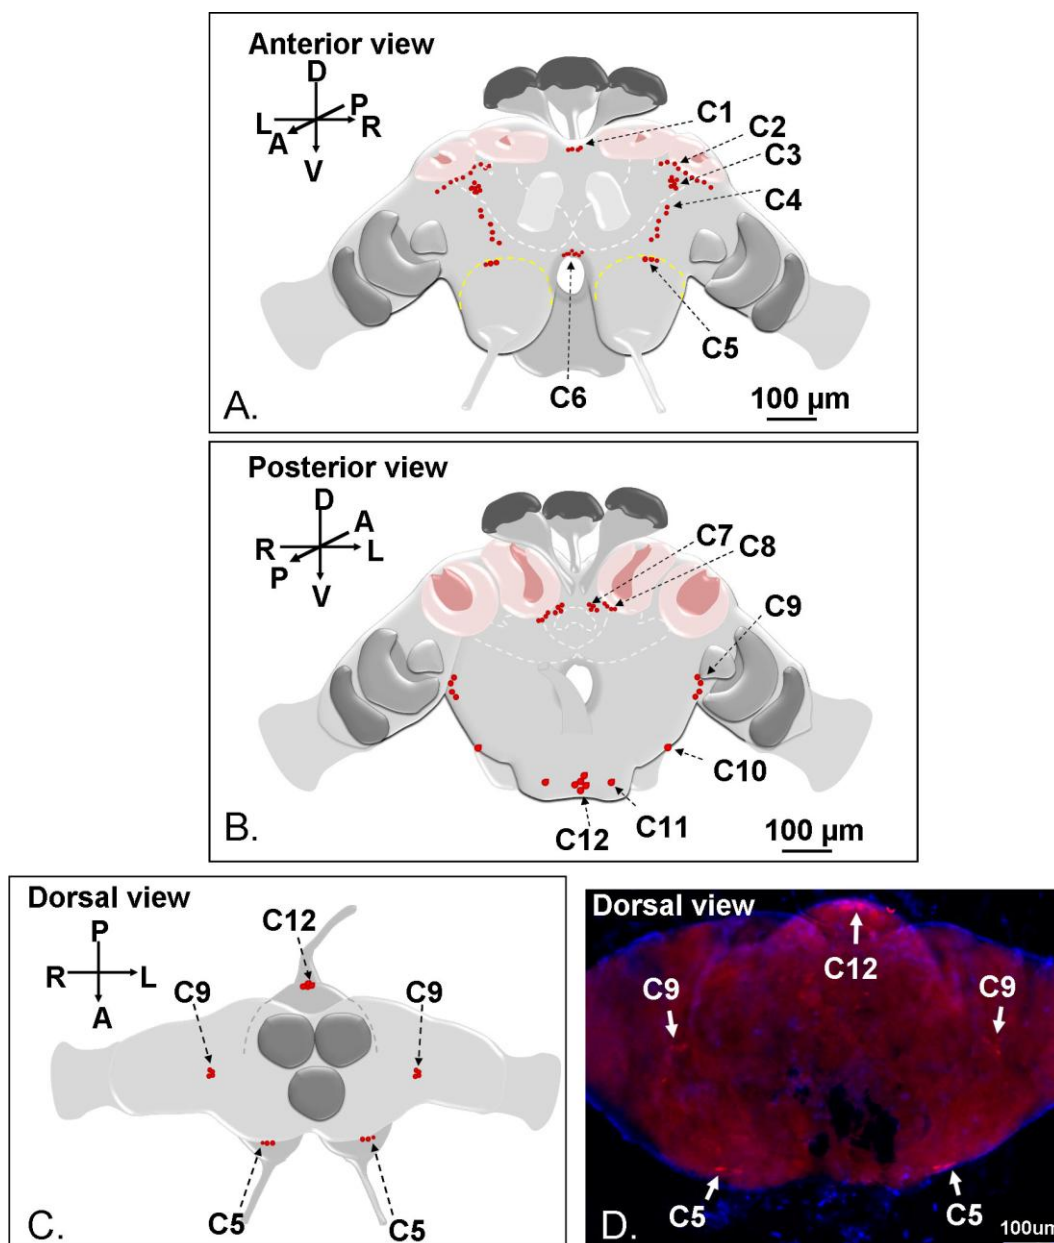 Anterior view
D
P
L
R
A
V
C1
C2
C3
C4
C5
C6
100 µm
A.
Posterior view
D
A
R
L
P
V
C7
C8
C9
C10
C11
C12
100 µm
B.
Dorsal view
P
R
L
A
C12
C9
C9
C5
C5
C.
Dorsal view
C12
C9
C9
C5
C5
D.
100um